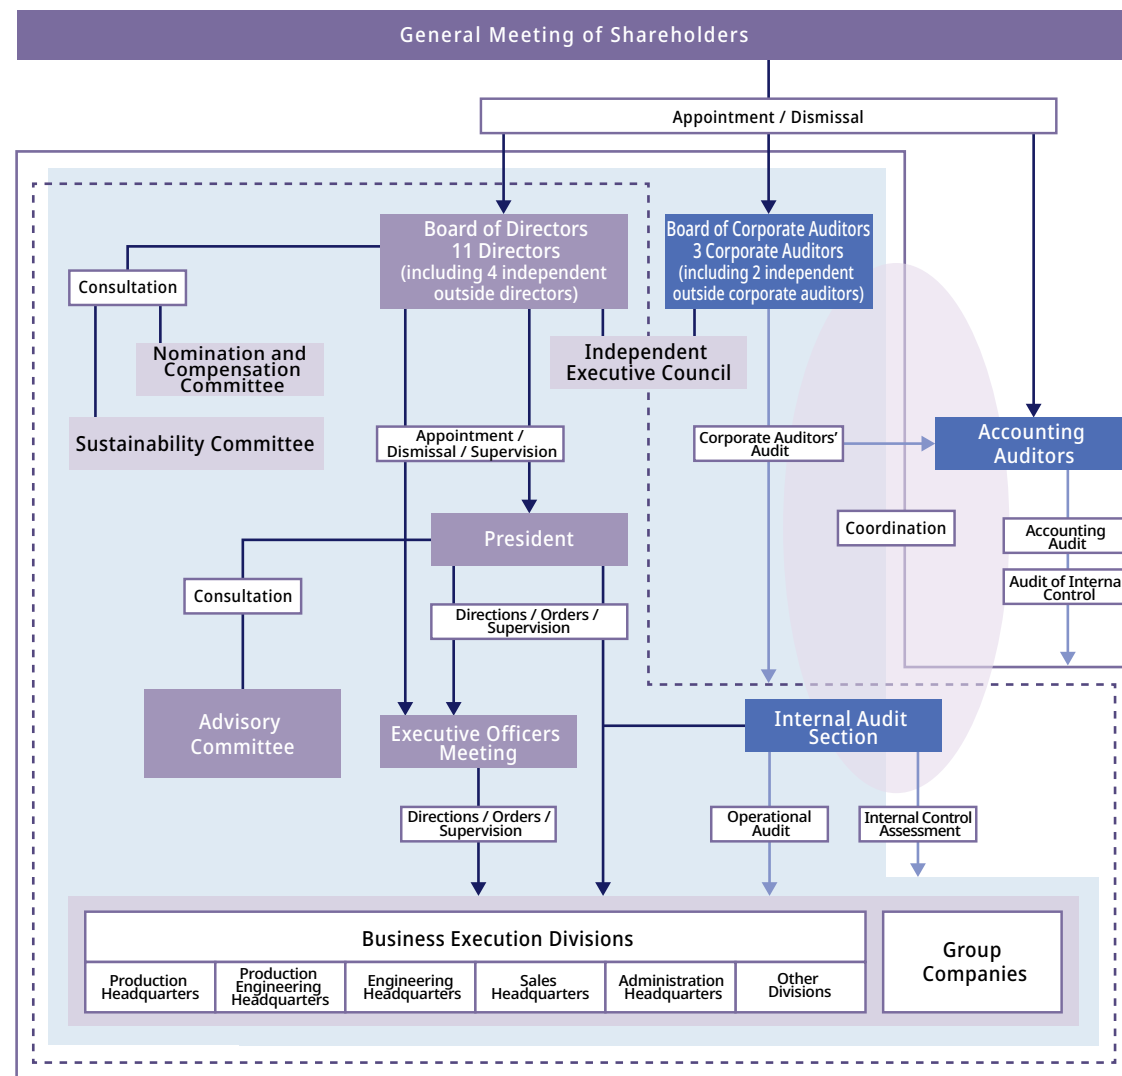 General Meeting of Shareholders
Appointment / Dismissal
Board of Directors
11 Directors
(including 4 independent
outside directors)
Board of Corporate Auditors
3 Corporate Auditors
(including 2 independent
outside corporate auditors)
Consultation
Nomination and
Compensation
Committee
Independent
Executive Council
Sustainability Committee
Appointment /
Dismissal / Supervision
Corporate Auditors’
Audit
Accounting
Auditors
President
Coordination
Accounting
Audit
Audit of Interna
Control
Consultation
Directions / Orders /
Supervision
Advisory
Committee
Executive Officers
Meeting
Internal Audit
Section
Directions / Orders /
Supervision
Operational
Audit
Internal Control
Assessment
Business Execution Divisions
Production
Headquarters
Production
Engineering
Headquarters
Engineering
Headquarters
Sales
Headquarters
Administration
Headquarters
Other
Divisions
Group
Companies